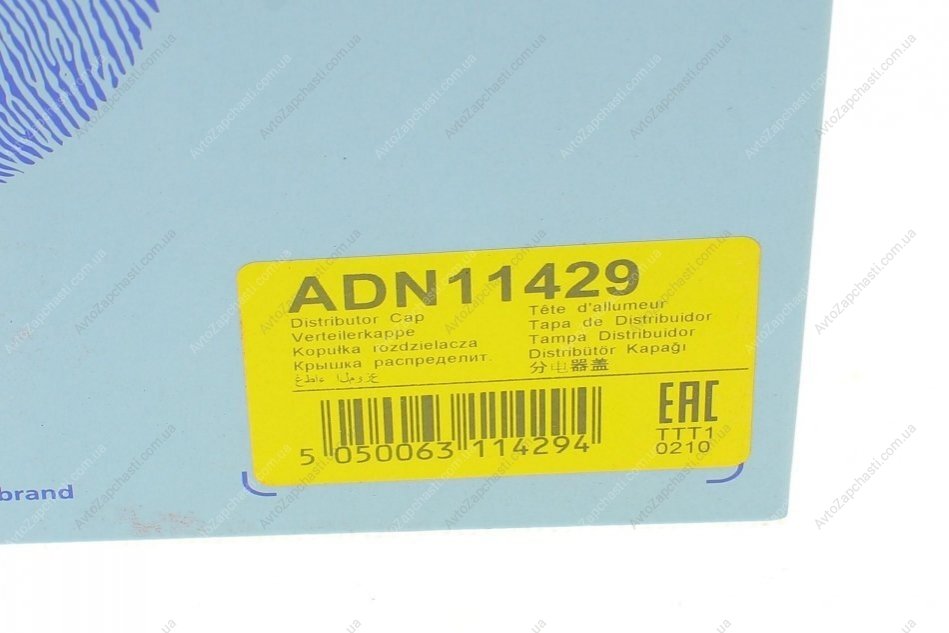 ADN11429
Distributor Cap
Verteilerkappe
Kopułka rozdzielacza
Крышка распределит.
غطاء الموزع
Tête d'allumeur
Tapa de Distribuidor
Tampa Distribuidor
Distribütör Kapağı
分电器盖
5 050063 114294
EAC
TTT1
0210
brand
AvtoZapchasti.com.ua